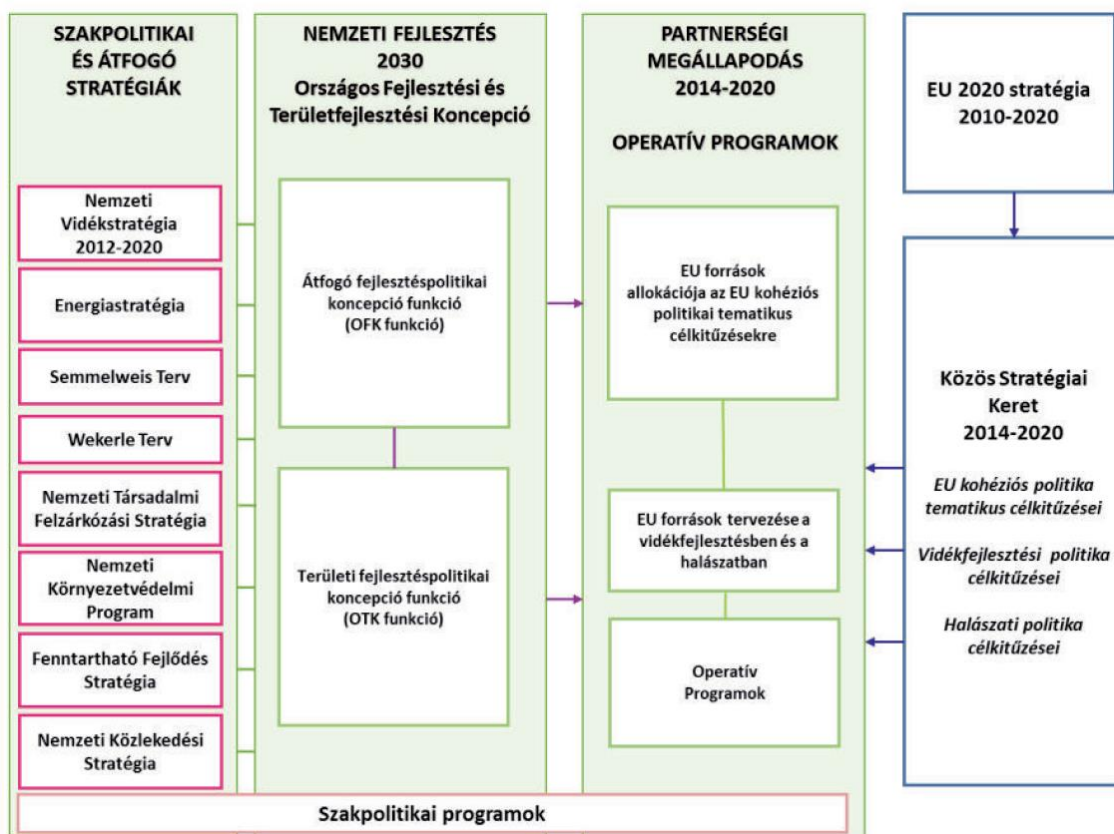 SZAKPOLITIKAI
ÉS ÁTFOGÓ
STRATÉGIÁK
Nemzeti
Vidékstratégia
2012-2020
Energiastratégia
Semmelweis Terv
Wekerle Terv
Nemzeti Társadalmi
Felzárkózási Stratégia
Nemzeti
Környezetvédelmi
Program
Fenntartható Fejlődés
Stratégia
Nemzeti Közlekedési
Stratégia
NEMZETI FEJLESZTÉS
2030
Országos Fejlesztési és
Területfejlesztési Koncepció
Átfogó fejlesztéspolitikai
koncepció funkció
(OFK funkció)
Területi fejlesztéspolitikai
koncepció funkció
(OTK funkció)
PARTNERSÉGI
MEGÁLLAPODÁS
2014-2020
OPERATÍV PROGRAMOK
EU források
allokációja az EU kohéziós
politikai tematikus
célkitűzésekre
EU források tervezése a
vidékfejlesztésben és a
halászatban
Operatív
Programok
EU 2020 stratégia
2010-2020
Közös Stratégiai
Keret
2014-2020
EU kohéziós politika
tematikus célkitűzései
Vidékfejlesztési politika
célkitűzései
Halászati politika
célkitűzései
Szakpolitikai programok